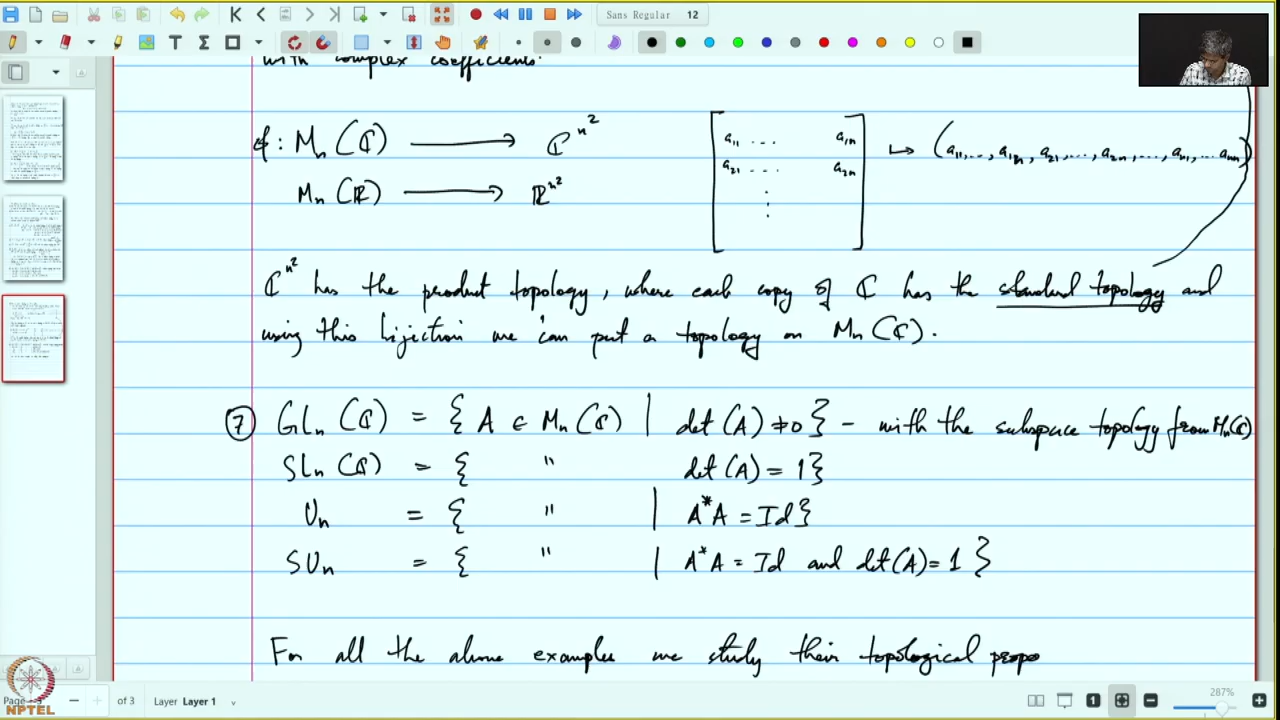 Sans Regular 12
with complex coefficients.
φ : Mn (ℂ) ⟶ ℂ^n²
Mn (ℝ) ⟶ ℝ^n²
[a11 ... a1n
a21 ... a2n
⋮ ] ↦ (a11,..., a1n, a21,..., a2n,..., an1,... ann)
ℂ^n² has the product topology, where each copy of ℂ has the standard topology and
using this bijection we can put a topology on Mn (ℂ).
⑦ GLn (ℂ) = { A ∈ Mn (ℂ) | det (A) ≠ 0 } - with the subspace topology from Mn(ℂ)
SLn (ℂ) = { " det (A) = 1 }
Un = { " | A*A = Id }
SUn = { " | A*A = Id and det(A) = 1 }
For all the above examples we study their topological prope
NPTEL
Page
of 3
Layer Layer 1
287%